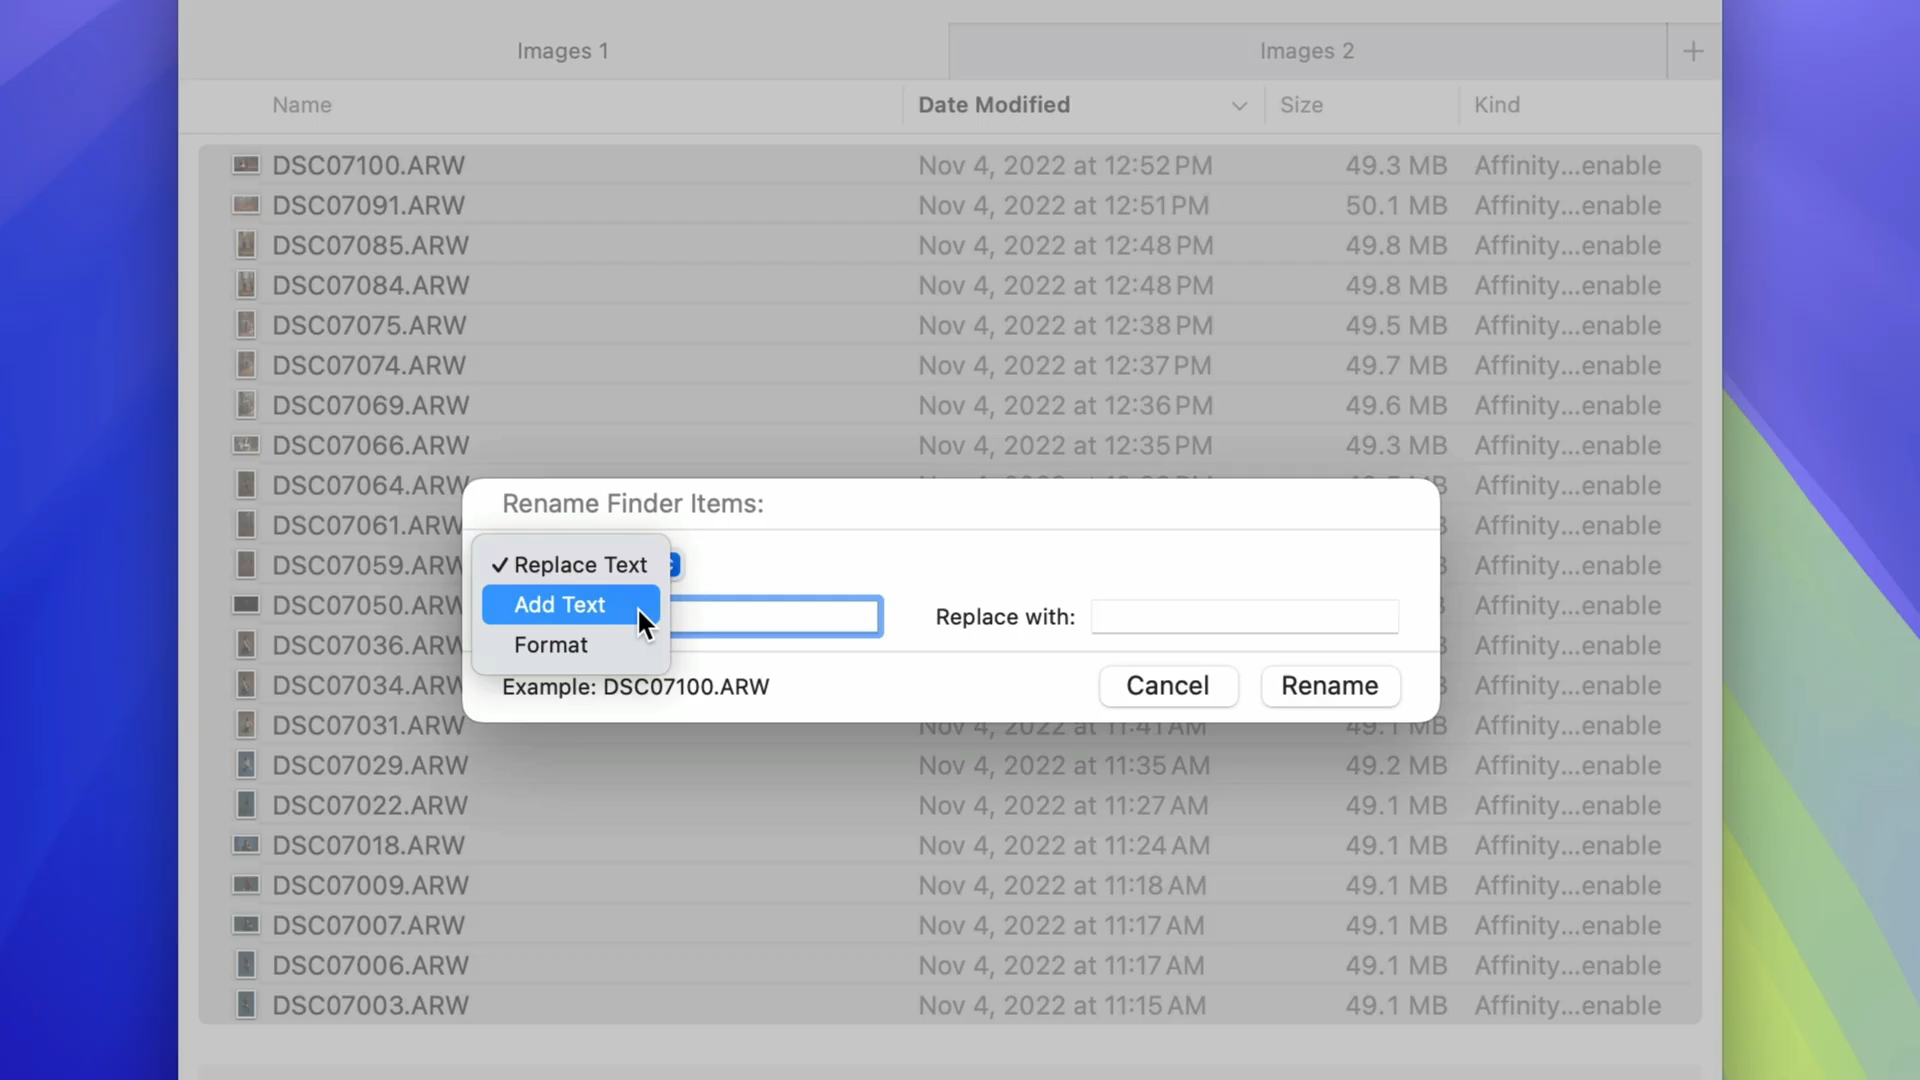 Images 1
Images 2
Name Date Modified Size Kind
DSC07100.ARW Nov 4, 2022 at 12:52 PM 49.3 MB Affinity...enable
DSC07091.ARW Nov 4, 2022 at 12:51 PM 50.1 MB Affinity...enable
DSC07085.ARW Nov 4, 2022 at 12:48 PM 49.8 MB Affinity...enable
DSC07084.ARW Nov 4, 2022 at 12:48 PM 49.8 MB Affinity...enable
DSC07075.ARW Nov 4, 2022 at 12:38 PM 49.5 MB Affinity...enable
DSC07074.ARW Nov 4, 2022 at 12:37 PM 49.7 MB Affinity...enable
DSC07069.ARW Nov 4, 2022 at 12:36 PM 49.6 MB Affinity...enable
DSC07066.ARW Nov 4, 2022 at 12:35 PM 49.3 MB Affinity...enable
DSC07064.ARW Affinity...enable
DSC07061.ARW Affinity...enable
DSC07059.ARW Affinity...enable
DSC07050.ARW Affinity...enable
DSC07036.ARW Affinity...enable
DSC07034.ARW Affinity...enable
DSC07031.ARW Nov 4, 2022 at 11:41 AM 49.1 MB Affinity...enable
DSC07029.ARW Nov 4, 2022 at 11:35 AM 49.2 MB Affinity...enable
DSC07022.ARW Nov 4, 2022 at 11:27 AM 49.1 MB Affinity...enable
DSC07018.ARW Nov 4, 2022 at 11:24 AM 49.1 MB Affinity...enable
DSC07009.ARW Nov 4, 2022 at 11:18 AM 49.1 MB Affinity...enable
DSC07007.ARW Nov 4, 2022 at 11:17 AM 49.1 MB Affinity...enable
DSC07006.ARW Nov 4, 2022 at 11:17 AM 49.1 MB Affinity...enable
DSC07003.ARW Nov 4, 2022 at 11:15 AM 49.1 MB Affinity...enable
Rename Finder Items:
✓ Replace Text
Add Text
Format
Replace with:
Example: DSC07100.ARW
Cancel
Rename